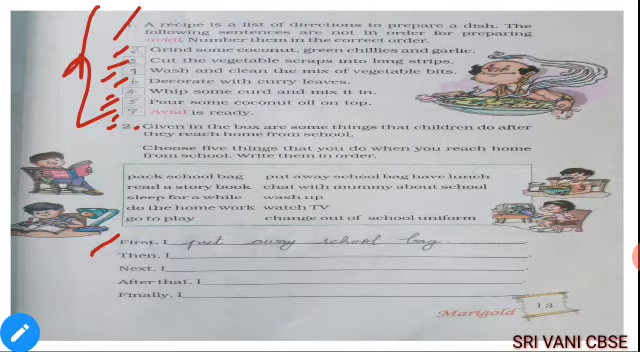 A recipe is a list of directions to prepare a dish. The
following sentences are not in order for preparing
avial. Number them in the correct order.
Grind some coconut, green chillies and garlic.
Cut the vegetable scraps into long strips.
Wash and clean the mix of vegetable bits.
6 Decorate with curry leaves.
4 Whip some curd and mix it in.
5 Pour some coconut oil on top.
7 Avial is ready.
2. Given in the box are some things that children do after
they reach home from school.
Choose five things that you do when you reach home
from school. Write them in order.
pack school bag put away school bag have lunch
read a story book chat with mummy about school
sleep for a while wash up
do the home work watch TV
go to play change out of school uniform
First, I put away school bag.
Then, I
Next, I
After that, I
Finally, I
Marigold 13
SRI VANI CBSE